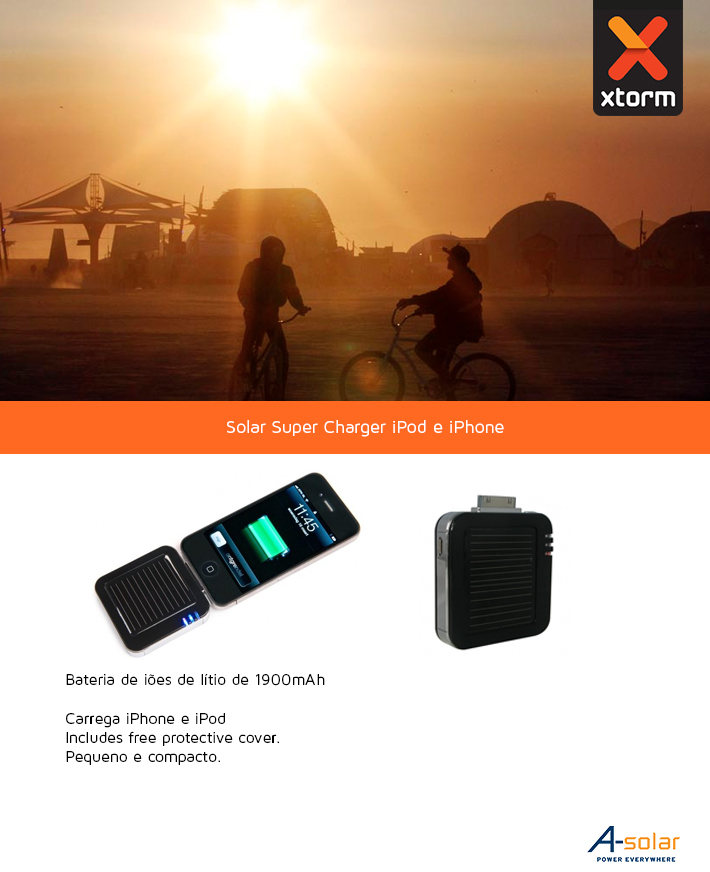 xtorm
Solar Super Charger iPod e iPhone
11:45
Bateria de iões de lítio de 1900mAh
Carrega iPhone e iPod
Includes free protective cover.
Pequeno e compacto.
A-solar
POWER EVERYWHERE